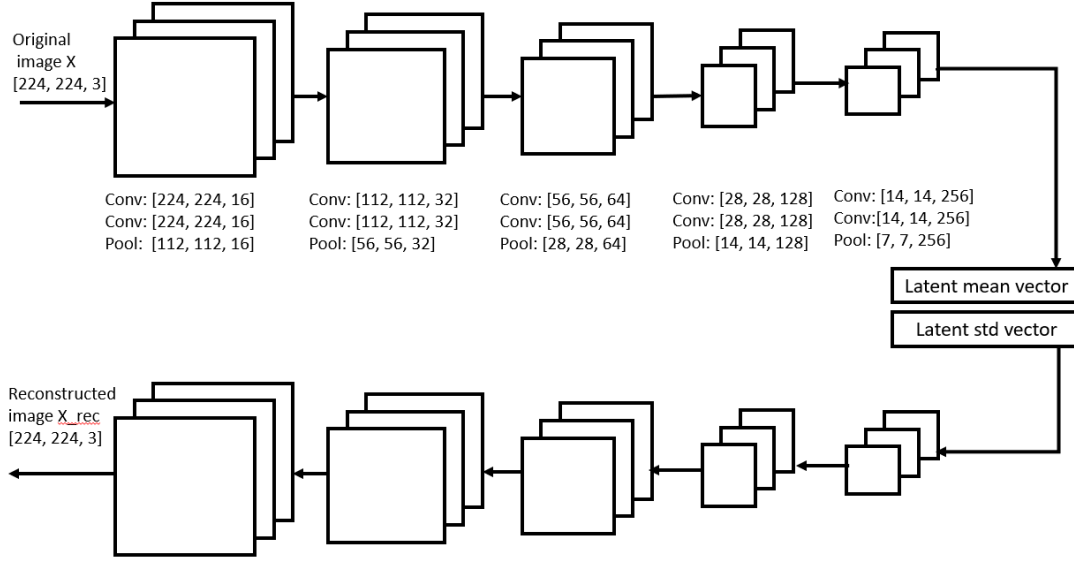 Original
image X
[224, 224, 3]
Conv: [224, 224, 16]
Conv: [224, 224, 16]
Pool: [112, 112, 16]
Conv: [112, 112, 32]
Conv: [112, 112, 32]
Pool: [56, 56, 32]
Conv: [56, 56, 64]
Conv: [56, 56, 64]
Pool: [28, 28, 64]
Conv: [28, 28, 128]
Conv: [28, 28, 128]
Pool: [14, 14, 128]
Conv: [14, 14, 256]
Conv:[14, 14, 256]
Pool: [7, 7, 256]
Latent mean vector
Latent std vector
Reconstructed
image X_rec
[224, 224, 3]